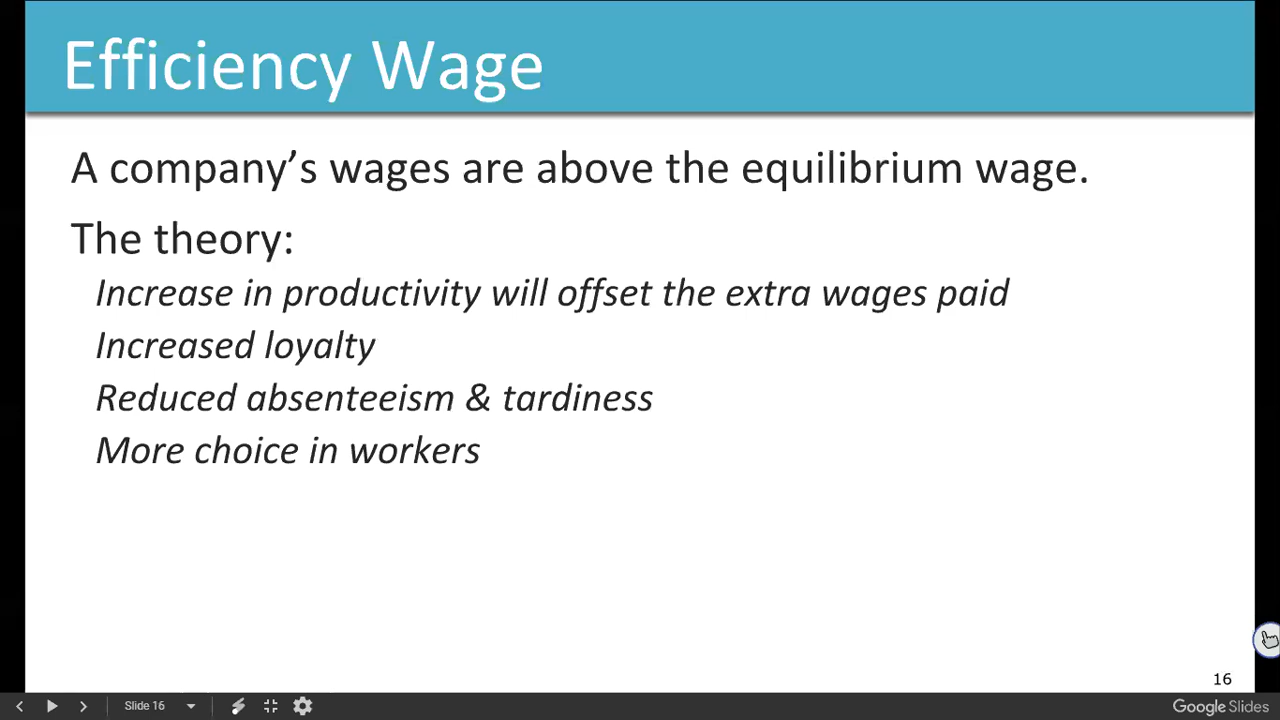 Efficiency Wage
A company’s wages are above the equilibrium wage.
The theory:
Increase in productivity will offset the extra wages paid
Increased loyalty
Reduced absenteeism & tardiness
More choice in workers
16
Slide 16
Google Slides